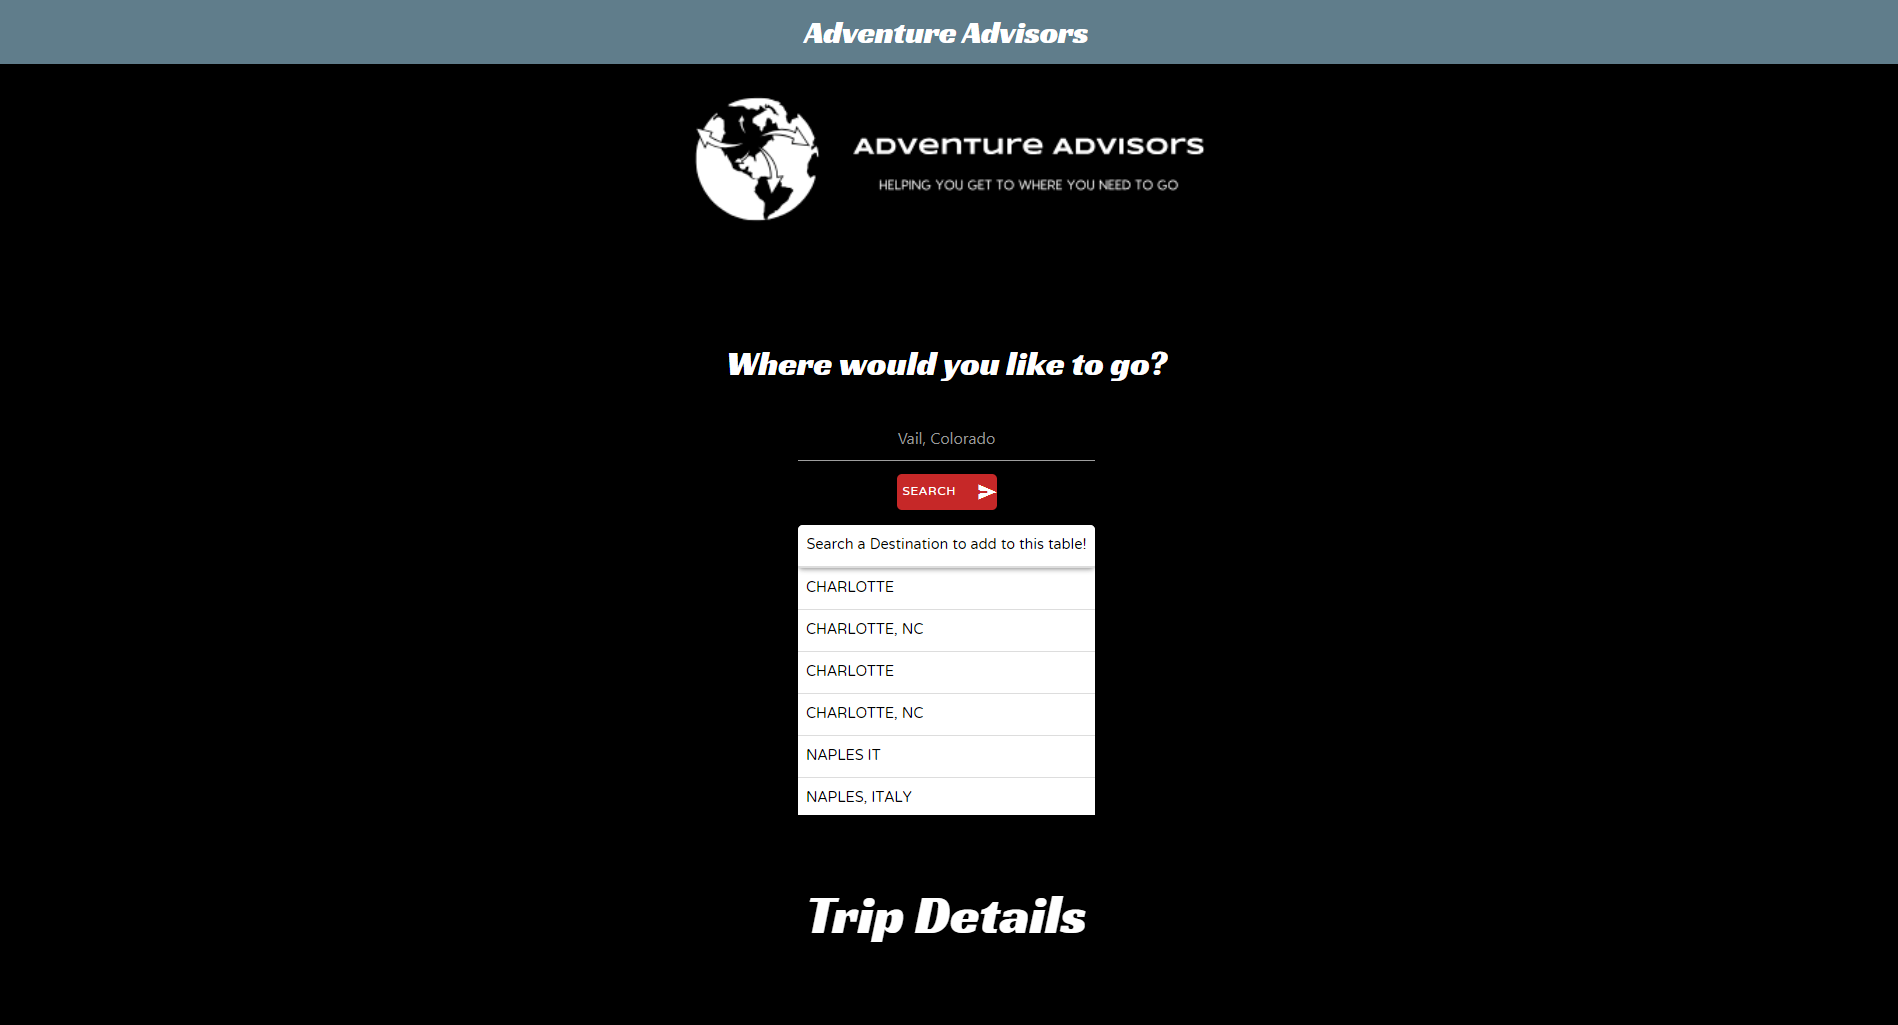 Adventure Advisors
ADVenTure ADVISOrS
HELPING YOU GET TO WHERE YOU NEED TO GO
Where would you like to go?
Vail, Colorado
SEARCH
Search a Destination to add to this table!
CHARLOTTE
CHARLOTTE, NC
CHARLOTTE
CHARLOTTE, NC
NAPLES IT
NAPLES, ITALY
Trip Details